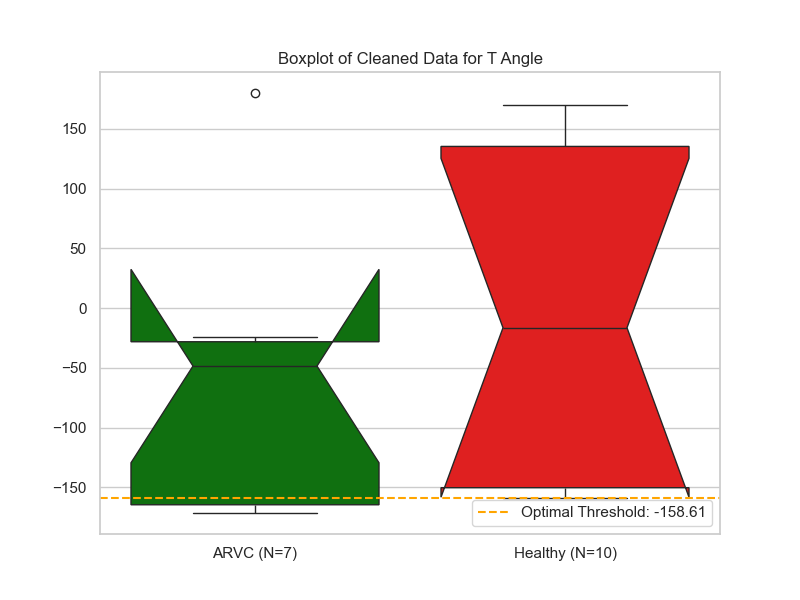 Boxplot of Cleaned Data for T Angle
150
100
50
0
−50
−100
−150
Optimal Threshold: -158.61
ARVC (N=7)
Healthy (N=10)